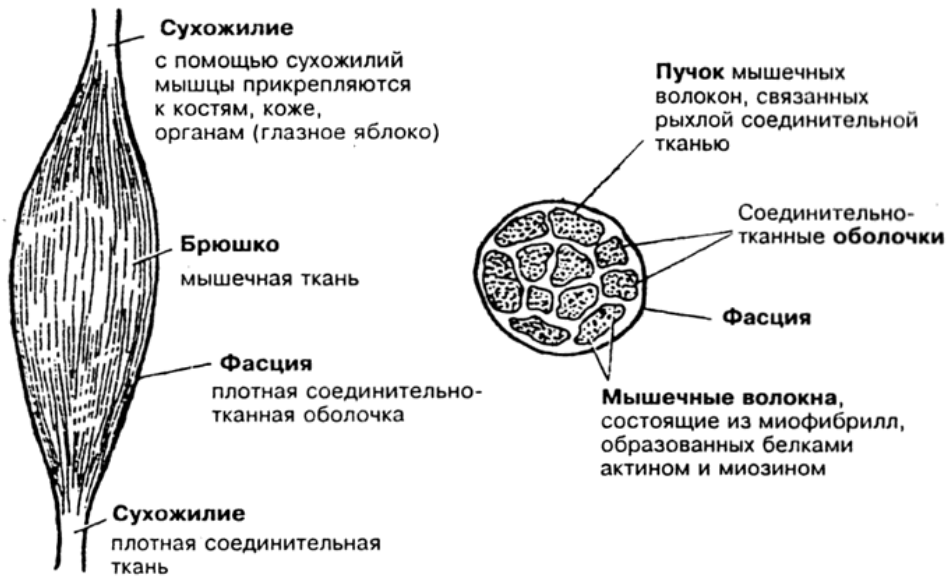 Сухожилие
с помощью сухожилий
мышцы прикрепляются
к костям, коже,
органам (глазное яблоко)
Брюшко
мышечная ткань
Фасция
плотная соединительно-
тканная оболочка
Сухожилие
плотная соединительная
ткань
Пучок мышечных
волокон, связанных
рыхлой соединительной
тканью
Соединительно-
тканные оболочки
Фасция
Мышечные волокна,
состоящие из миофибрилл,
образованных белками
актином и миозином